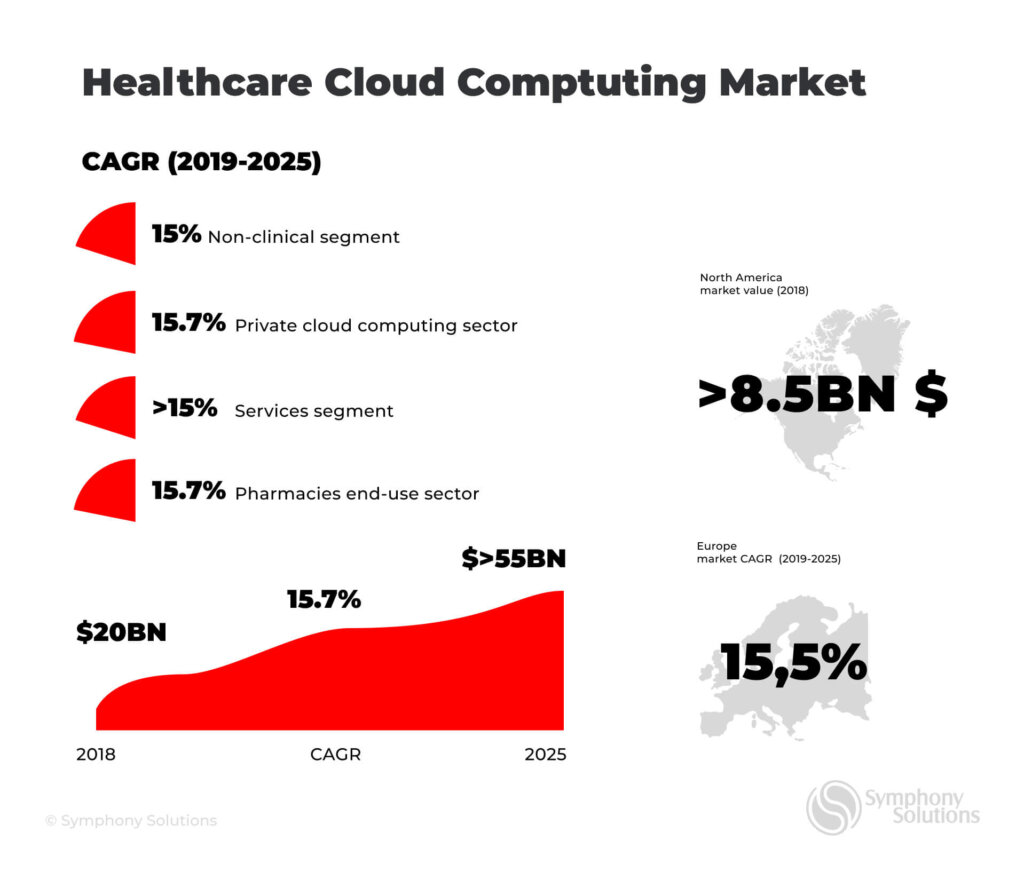 Healthcare Cloud Comptuting Market
CAGR (2019-2025)
15% Non-clinical segment
15.7% Private cloud computing sector
>15% Services segment
15.7% Pharmacies end-use sector
$20BN
15.7%
$>55BN
2018
CAGR
2025
North America
market value (2018)
>8.5BN $
Europe
market CAGR (2019-2025)
15,5%
© Symphony Solutions
Symphony
Solutions